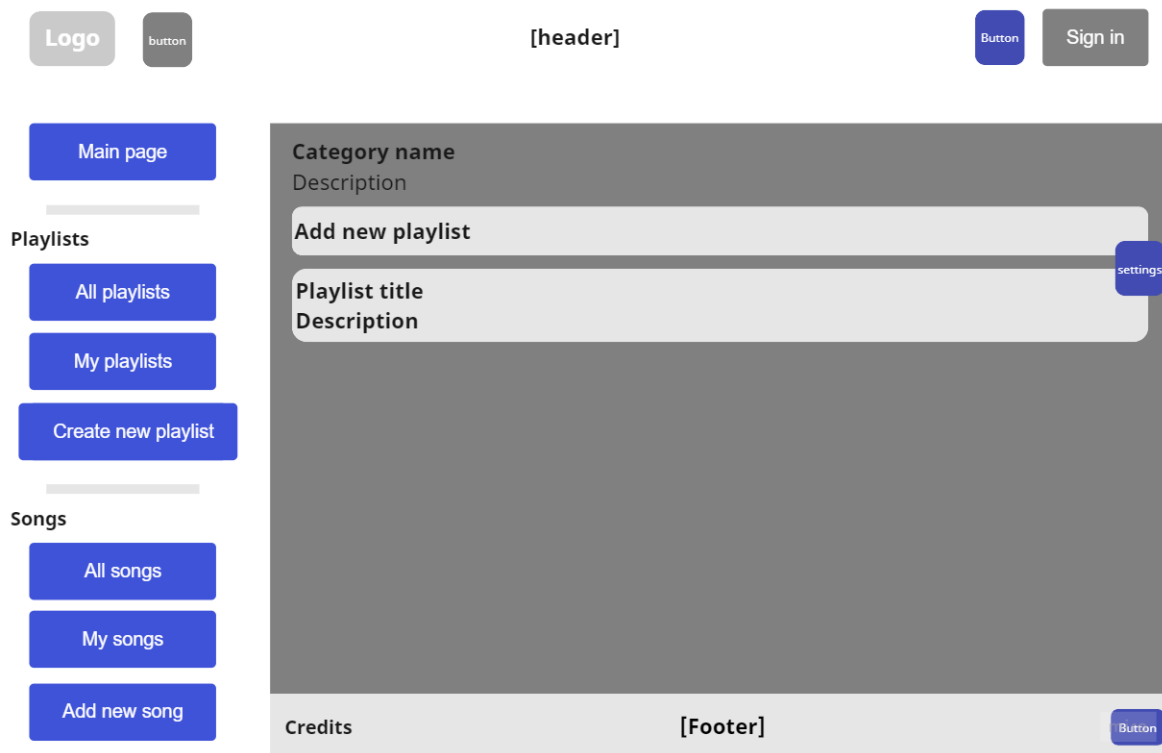 Logo
button
[header]
Button
Sign in
Main page
Playlists
All playlists
My playlists
Create new playlist
Songs
All songs
My songs
Add new song
Category name
Description
Add new playlist
settings
Playlist title
Description
Credits
[Footer]
Button